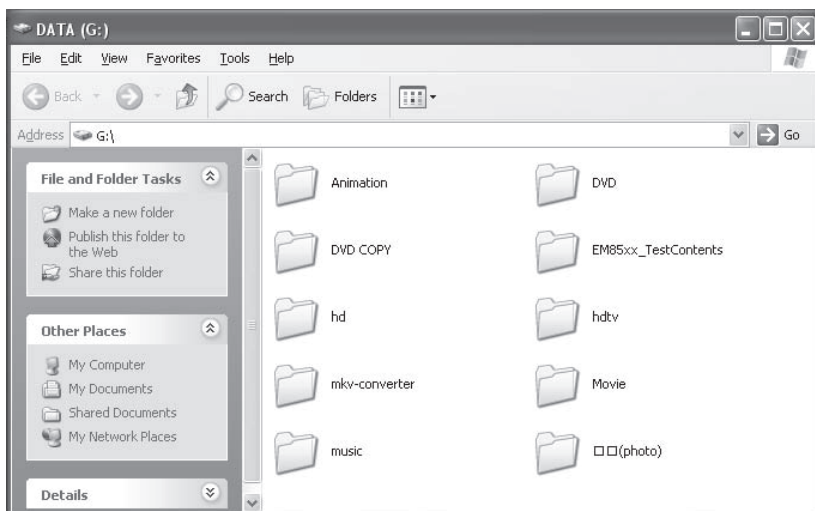 DATA (G:)
File Edit View Favorites Tools Help
Back Search Folders
Address G:\ Go
File and Folder Tasks
Make a new folder
Publish this folder to
the Web
Share this folder
Other Places
My Computer
My Documents
Shared Documents
My Network Places
Details
Animation
DVD
DVD COPY
EM85xx_TestContents
hd
hdtv
mkv-converter
Movie
music
□□(photo)